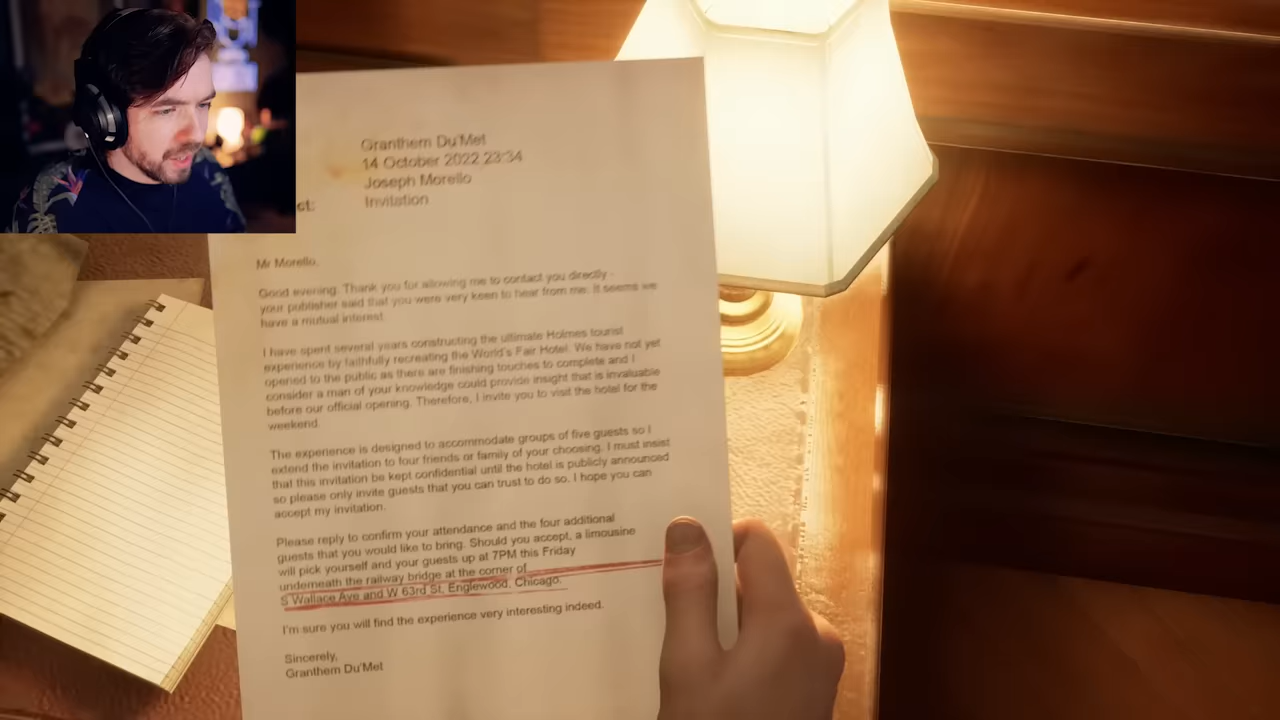 Granthem Du'Met
14 October 2022 23:34
Joseph Morello
ct: Invitation
Mr Morello,
Good evening. Thank you for allowing me to contact you directly -
your publisher said that you were very keen to hear from me. It seems we
have a mutual interest.
I have spent several years constructing the ultimate Holmes tourist
experience by faithfully recreating the World's Fair Hotel. We have not yet
opened to the public as there are finishing touches to complete and I
consider a man of your knowledge could provide insight that is invaluable
before our official opening. Therefore, I invite you to visit the hotel for the
weekend.
The experience is designed to accommodate groups of five guests so I
extend the invitation to four friends or family of your choosing. I must insist
that this invitation be kept confidential until the hotel is publicly announced
so please only invite guests that you can trust to do so. I hope you can
accept my invitation.
Please reply to confirm your attendance and the four additional
guests that you would like to bring. Should you accept, a limousine
will pick yourself and your guests up at 7PM this Friday
underneath the railway bridge at the corner of
S Wallace Ave and W 63rd St, Englewood, Chicago.
I'm sure you will find the experience very interesting indeed.
Sincerely,
Granthem Du'Met